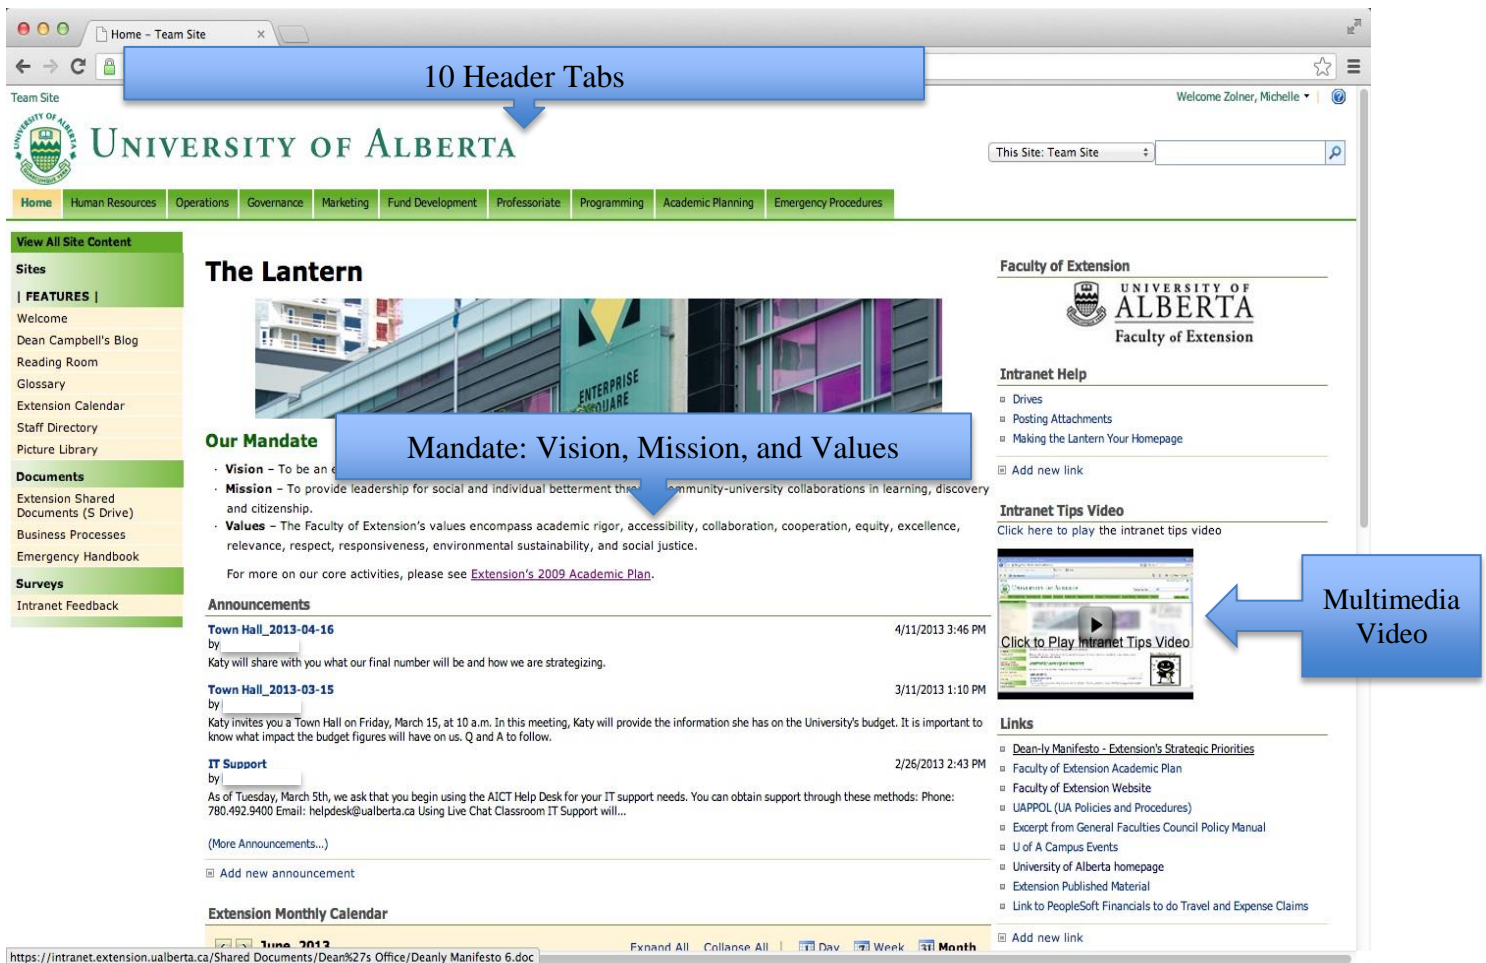 Home - Team Site
10 Header Tabs
Team Site
Welcome Zolner, Michelle
UNIVERSITY OF ALBERTA
This Site: Team Site
Home Human Resources Operations Governance Marketing Fund Development Professoriate Programming Academic Planning Emergency Procedures
View All Site Content
Sites
| FEATURES |
Welcome
Dean Campbell's Blog
Reading Room
Glossary
Extension Calendar
Staff Directory
Picture Library
Documents
Extension Shared
Documents (S Drive)
Business Processes
Emergency Handbook
Surveys
Intranet Feedback
The Lantern
ENTERPRISE
SQUARE
Our Mandate
Mandate: Vision, Mission, and Values
· Vision – To be an
· Mission – To provide leadership for social and individual betterment community-university collaborations in learning, discovery
and citizenship.
· Values – The Faculty of Extension's values encompass academic rigor, accessibility, collaboration, cooperation, equity, excellence,
relevance, respect, responsiveness, environmental sustainability, and social justice.
For more on our core activities, please see Extension's 2009 Academic Plan.
Announcements
Town Hall_2013-04-16 4/11/2013 3:46 PM
by
Katy will share with you what our final number will be and how we are strategizing.
Town Hall_2013-03-15 3/11/2013 1:10 PM
by
Katy invites you a Town Hall on Friday, March 15, at 10 a.m. In this meeting, Katy will provide the information she has on the University's budget. It is important to
know what impact the budget figures will have on us. Q and A to follow.
IT Support 2/26/2013 2:43 PM
by
As of Tuesday, March 5th, we ask that you begin using the AICT Help Desk for your IT support needs. You can obtain support through these methods: Phone:
780.492.9400 Email: helpdesk@ualberta.ca Using Live Chat Classroom IT Support will...
(More Announcements...)
Add new announcement
Extension Monthly Calendar
June, 2013 Expand All Collapse All | 1 Day 7 Week 31 Month
Faculty of Extension
UNIVERSITY OF
ALBERTA
Faculty of Extension
Intranet Help
Drives
Posting Attachments
Making the Lantern Your Homepage
Add new link
Intranet Tips Video
Click here to play the intranet tips video
Click to Play Intranet Tips Video
Multimedia
Video
Links
Dean-ly Manifesto - Extension's Strategic Priorities
Faculty of Extension Academic Plan
Faculty of Extension Website
UAPPOL (UA Policies and Procedures)
Excerpt from General Faculties Council Policy Manual
U of A Campus Events
University of Alberta homepage
Extension Published Material
Link to PeopleSoft Financials to do Travel and Expense Claims
Add new link
https://intranet.extension.ualberta.ca/Shared Documents/Dean%27s Office/Deanly Manifesto 6.doc